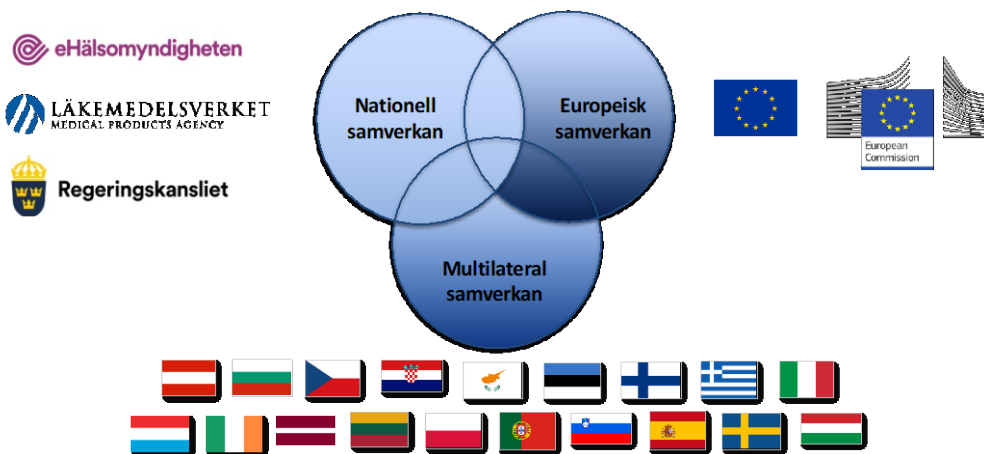 eHälsomyndigheten
LÄKEMEDELSVERKET
MEDICAL PRODUCTS AGENCY
Regeringskansliet
Nationell
samverkan
Europeisk
samverkan
Multilateral
samverkan
European
Commission